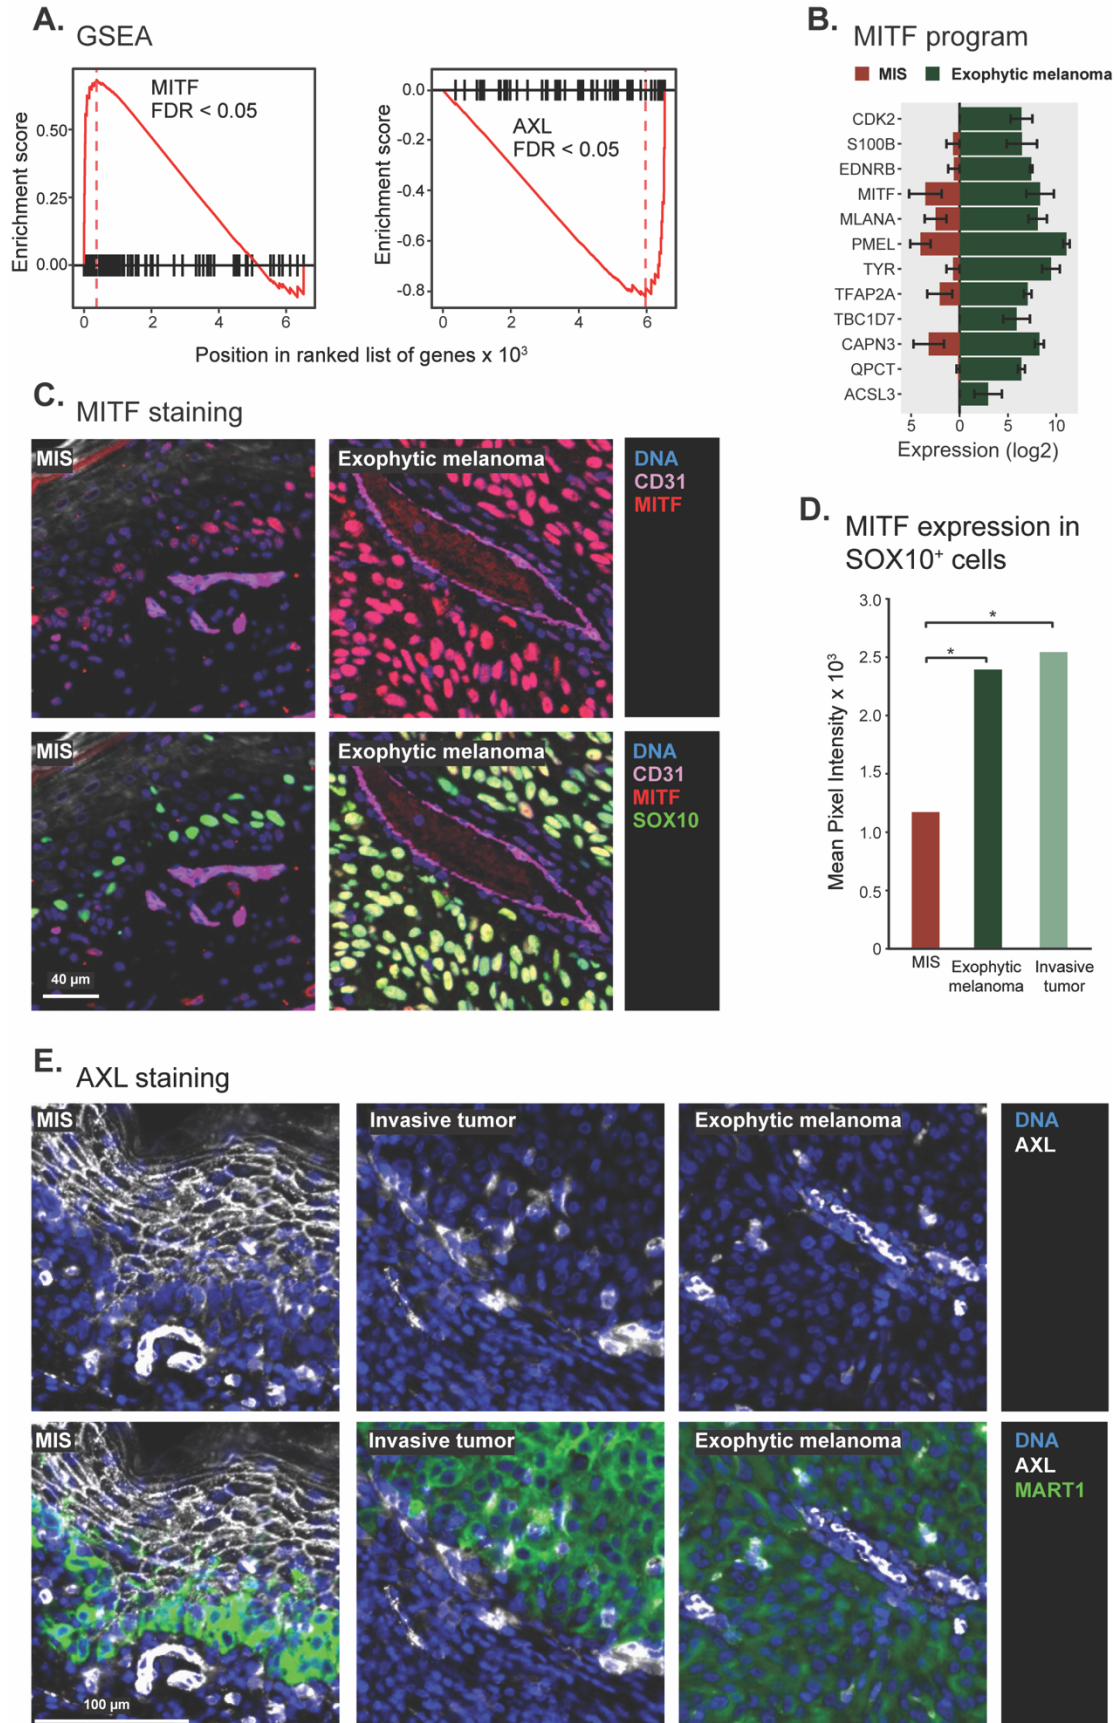 A. GSEA
MITF
FDR < 0.05
Enrichment score
0.50
0.25
0.00
0 2 4 6
AXL
FDR < 0.05
Enrichment score
0.0
-0.2
-0.4
-0.6
-0.8
0 2 4 6
Position in ranked list of genes x 10³
B. MITF program
MIS Exophytic melanoma
CDK2
S100B
EDNRB
MITF
MLANA
PMEL
TYR
TFAP2A
TBC1D7
CAPN3
QPCT
ACSL3
5 0 5 10
Expression (log2)
C. MITF staining
MIS
Exophytic melanoma
DNA
CD31
MITF
MIS
Exophytic melanoma
DNA
CD31
MITF
SOX10
40 µm
D. MITF expression in
SOX10⁺ cells
Mean Pixel Intensity x 10³
3.0
2.5
2.0
1.5
1.0
0.5
0
*
*
MIS
Exophytic
melanoma
Invasive
tumor
E. AXL staining
MIS
Invasive tumor
Exophytic melanoma
DNA
AXL
MIS
Invasive tumor
Exophytic melanoma
DNA
AXL
MART1
100 µm